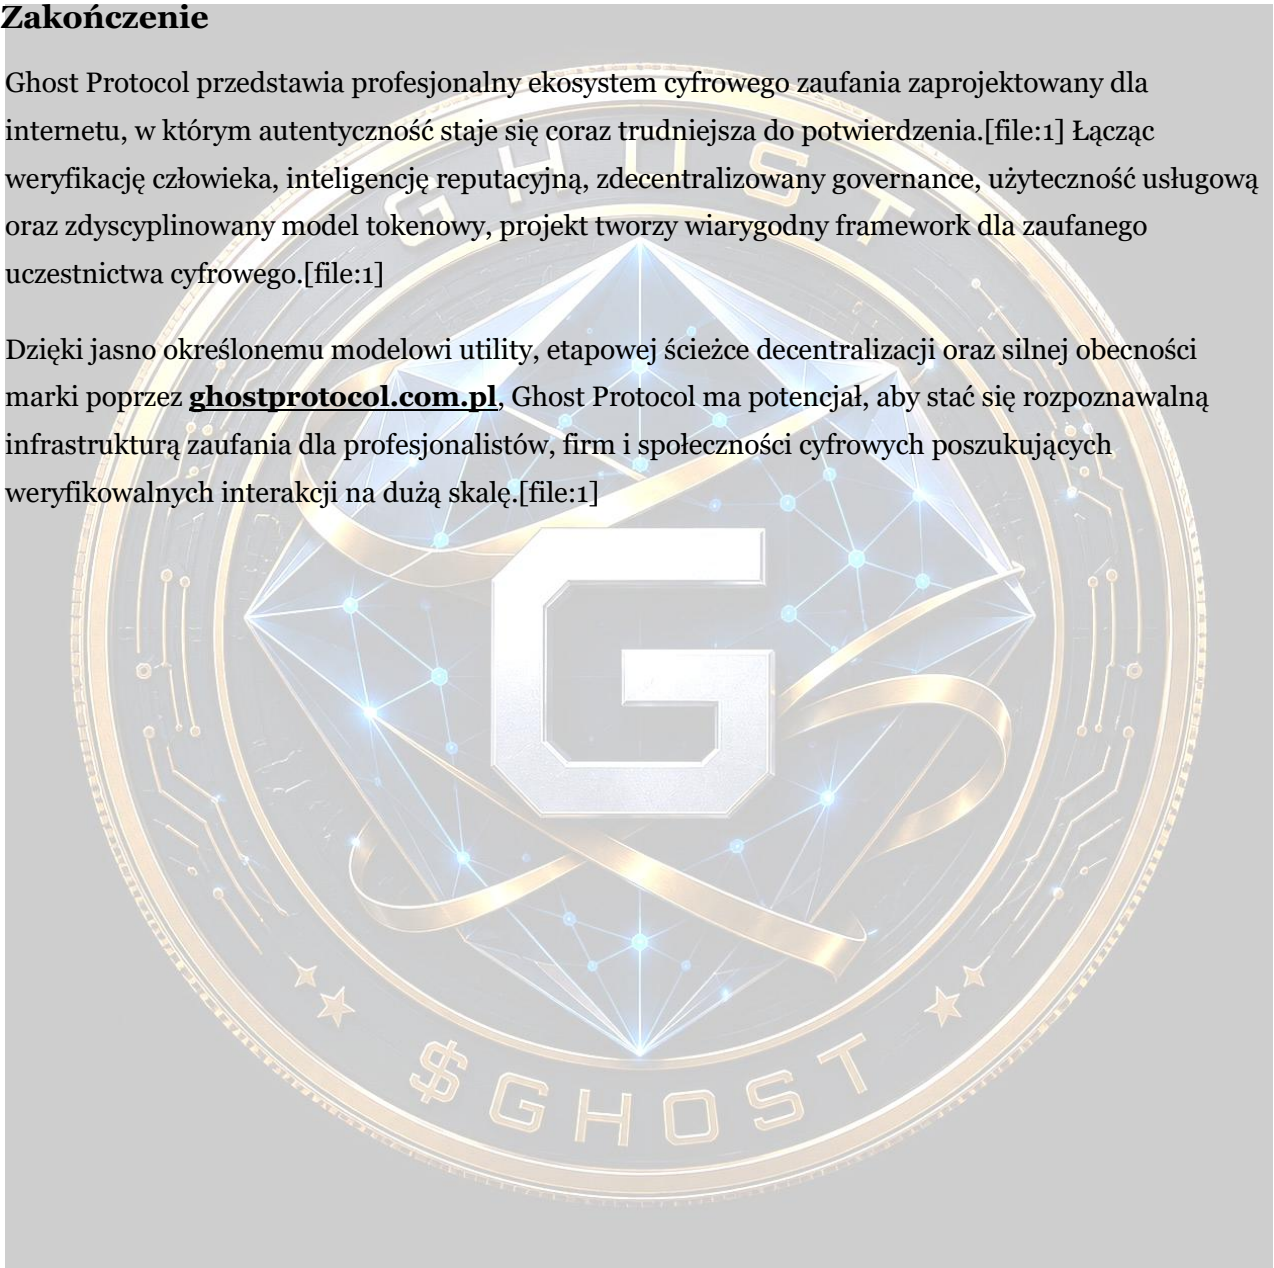 Zakończenie
Ghost Protocol przedstawia profesjonalny ekosystem cyfrowego zaufania zaprojektowany dla
internetu, w którym autentyczność staje się coraz trudniejsza do potwierdzenia.[file:1] Łącząc
weryfikację człowieka, inteligencję reputacyjną, zdecentralizowany governance, użyteczność usługową
oraz zdyscyplinowany model tokenowy, projekt tworzy wiarygodny framework dla zaufanego
uczestnictwa cyfrowego.[file:1]
Dzięki jasno określonemu modelowi utility, etapowej ścieżce decentralizacji oraz silnej obecności
marki poprzez ghostprotocol.com.pl, Ghost Protocol ma potencjał, aby stać się rozpoznawalną
infrastrukturą zaufania dla profesjonalistów, firm i społeczności cyfrowych poszukujących
weryfikowalnych interakcji na dużą skalę.[file:1]
GHOST
G
$GHOST